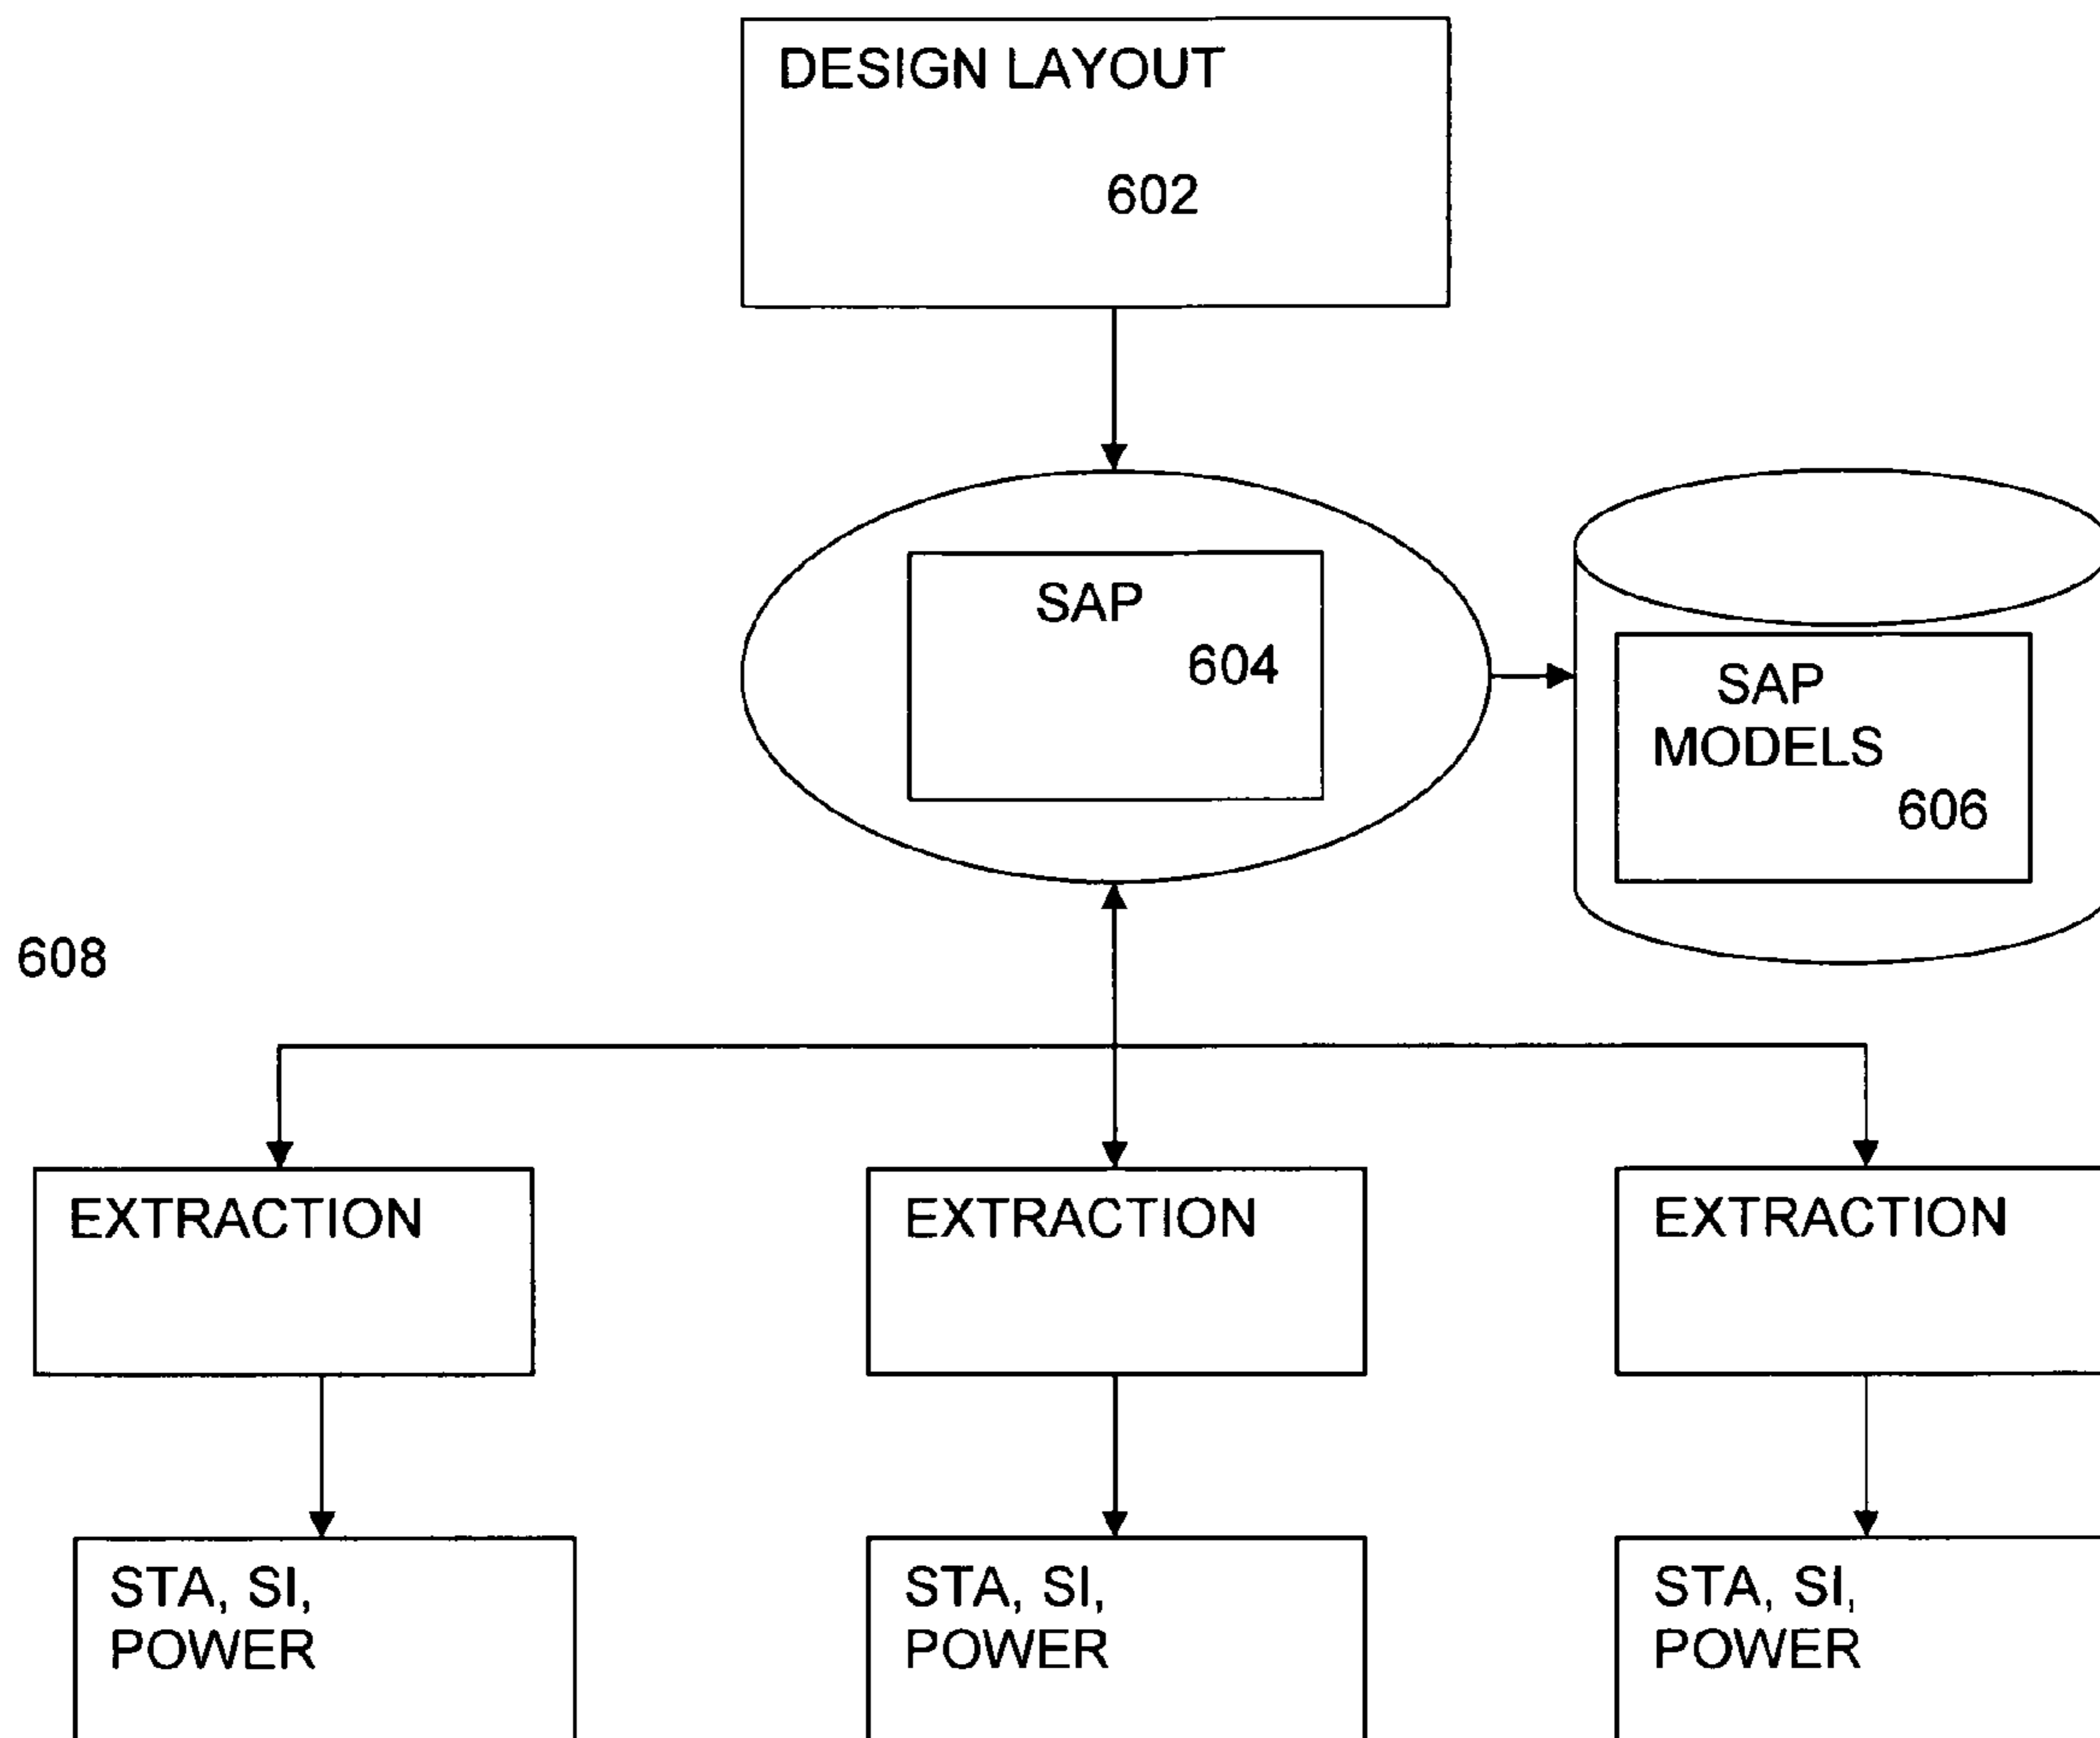 DESIGN LAYOUT
602
SAP
604
SAP
MODELS
606
608
EXTRACTION
EXTRACTION
EXTRACTION
STA, SI,
POWER
STA, SI,
POWER
STA, SI,
POWER